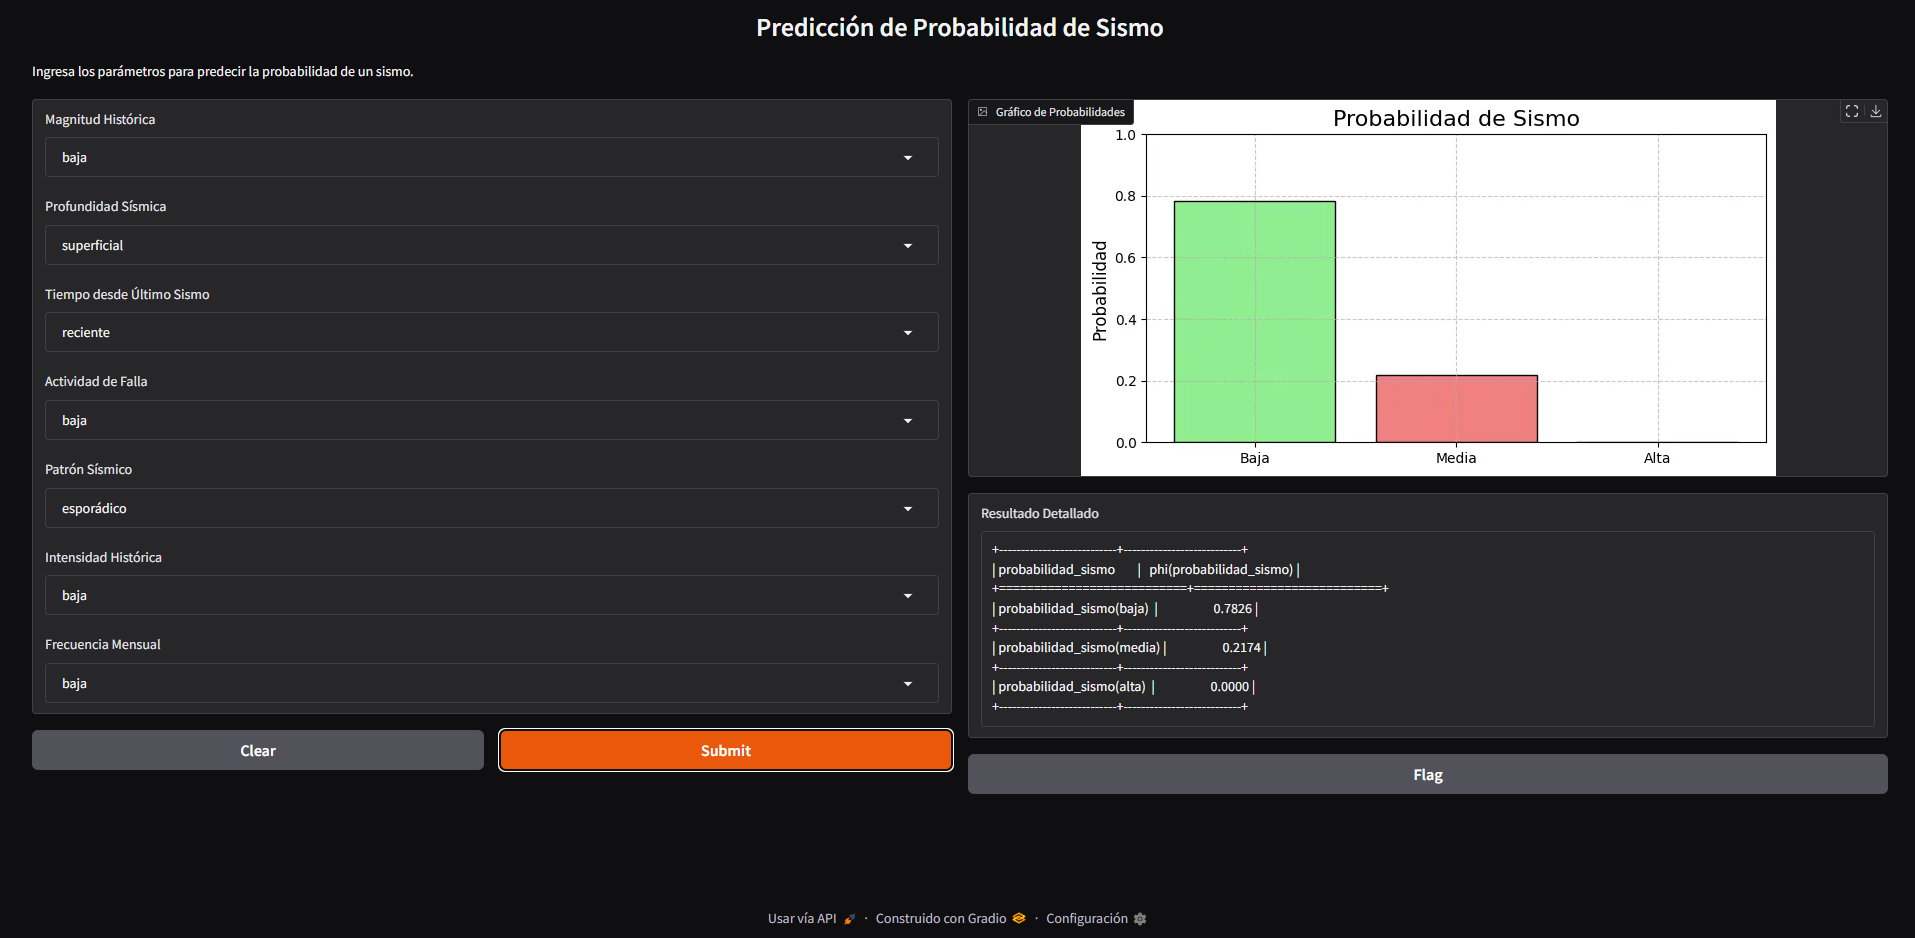 Predicción de Probabilidad de Sismo
Ingresa los parámetros para predecir la probabilidad de un sismo.
Magnitud Histórica
baja
Profundidad Sísmica
superficial
Tiempo desde Último Sismo
reciente
Actividad de Falla
baja
Patrón Sísmico
esporádico
Intensidad Histórica
baja
Frecuencia Mensual
baja
Clear
Submit
Gráfico de Probabilidades
Probabilidad de Sismo
Probabilidad
1.0
0.8
0.6
0.4
0.2
0.0
Baja Media Alta
Resultado Detallado
+---------------------------+---------------------------+
| probabilidad_sismo | phi(probabilidad_sismo) |
+===========================+===========================+
| probabilidad_sismo(baja) | 0.7826 |
+---------------------------+---------------------------+
| probabilidad_sismo(media) | 0.2174 |
+---------------------------+---------------------------+
| probabilidad_sismo(alta) | 0.0000 |
+---------------------------+---------------------------+
Flag
Usar vía API · Construido con Gradio · Configuración